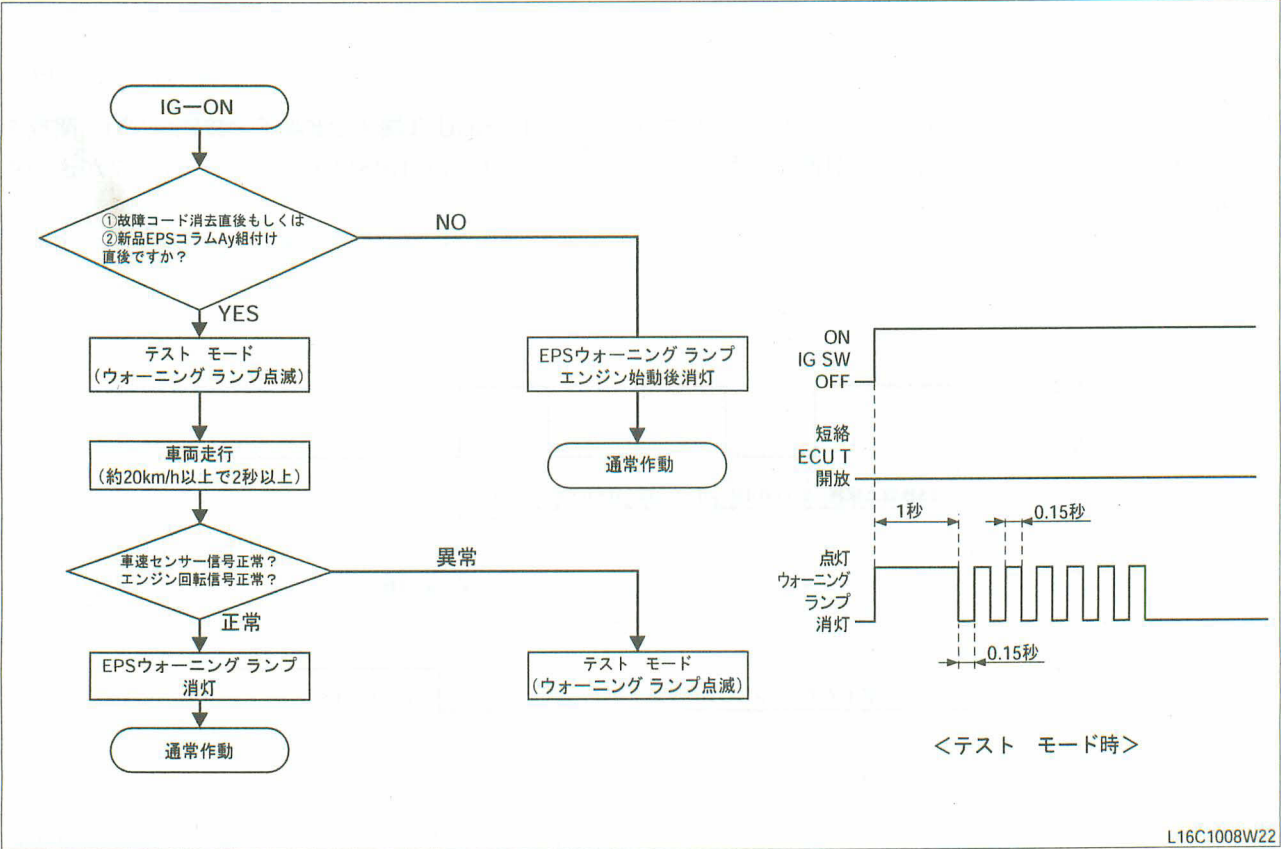 IG－ON
①故障コード消去直後もしくは
②新品EPSコラムAy組付け
直後ですか？
NO
YES
テスト　モード
（ウォーニング ランプ点滅）
EPSウォーニング ランプ
エンジン始動後消灯
車両走行
（約20km/h以上で2秒以上）
通常作動
車速センサー信号正常？
エンジン回転信号正常？
異常
正常
EPSウォーニング ランプ
消灯
テスト　モード
（ウォーニング ランプ点滅）
通常作動
ON
IG SW
OFF
短絡
ECU T
開放
1秒
0.15秒
点灯
ウォーニング
ランプ
消灯
0.15秒
＜テスト　モード時＞
L16C1008W22